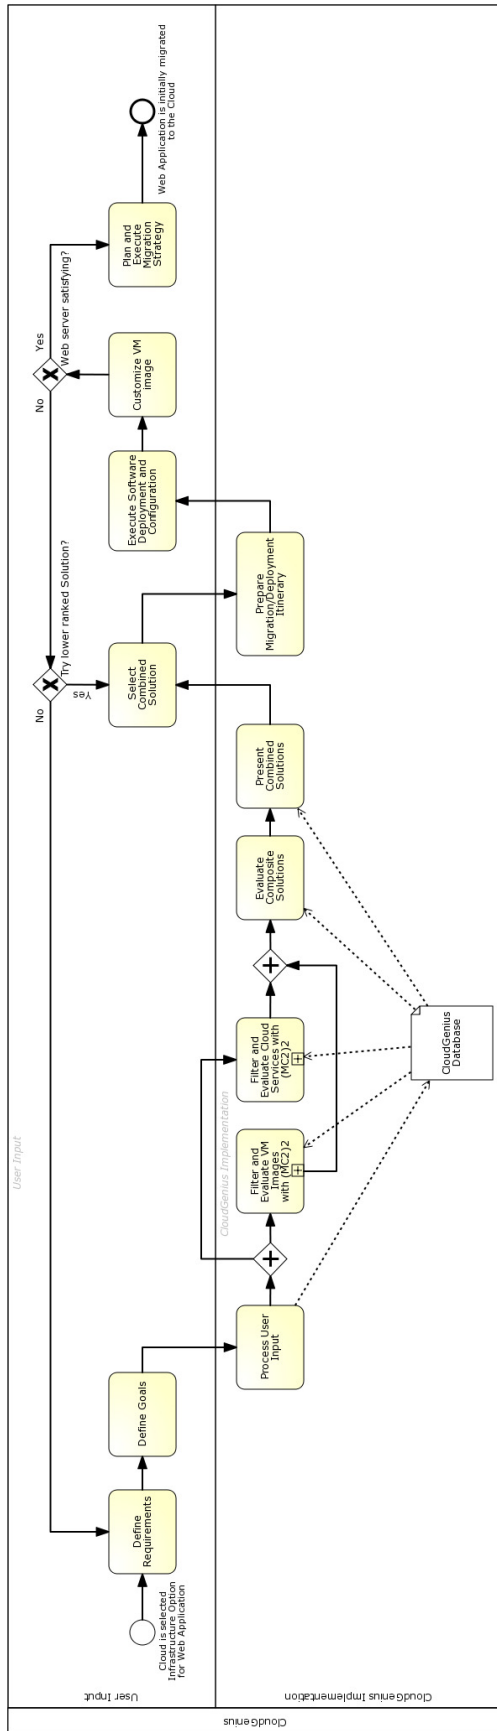 CloudGenius
User Input
CloudGenius Implementation
User Input
CloudGenius Implementation
Cloud is selected
Infrastructure Option
for Web Application
Define
Requirements
Define Goals
Process User
Input
Filter and
Evaluate VM
Images
with (MC2)2
Filter and
Evaluate Cloud
Services with
(MC2)2
CloudGenius
Database
Evaluate
Composite
Solutions
Present
Combined
Solutions
Select
Combined
Solution
No
Yes
Try lower ranked Solution?
Prepare
Migration/Deployment
Itinerary
Execute Software
Deployment and
Configuration
Customize VM
image
No
Yes
Web server satisfying?
Plan and
Execute
Migration
Strategy
Web Application is initially migrated
to the Cloud